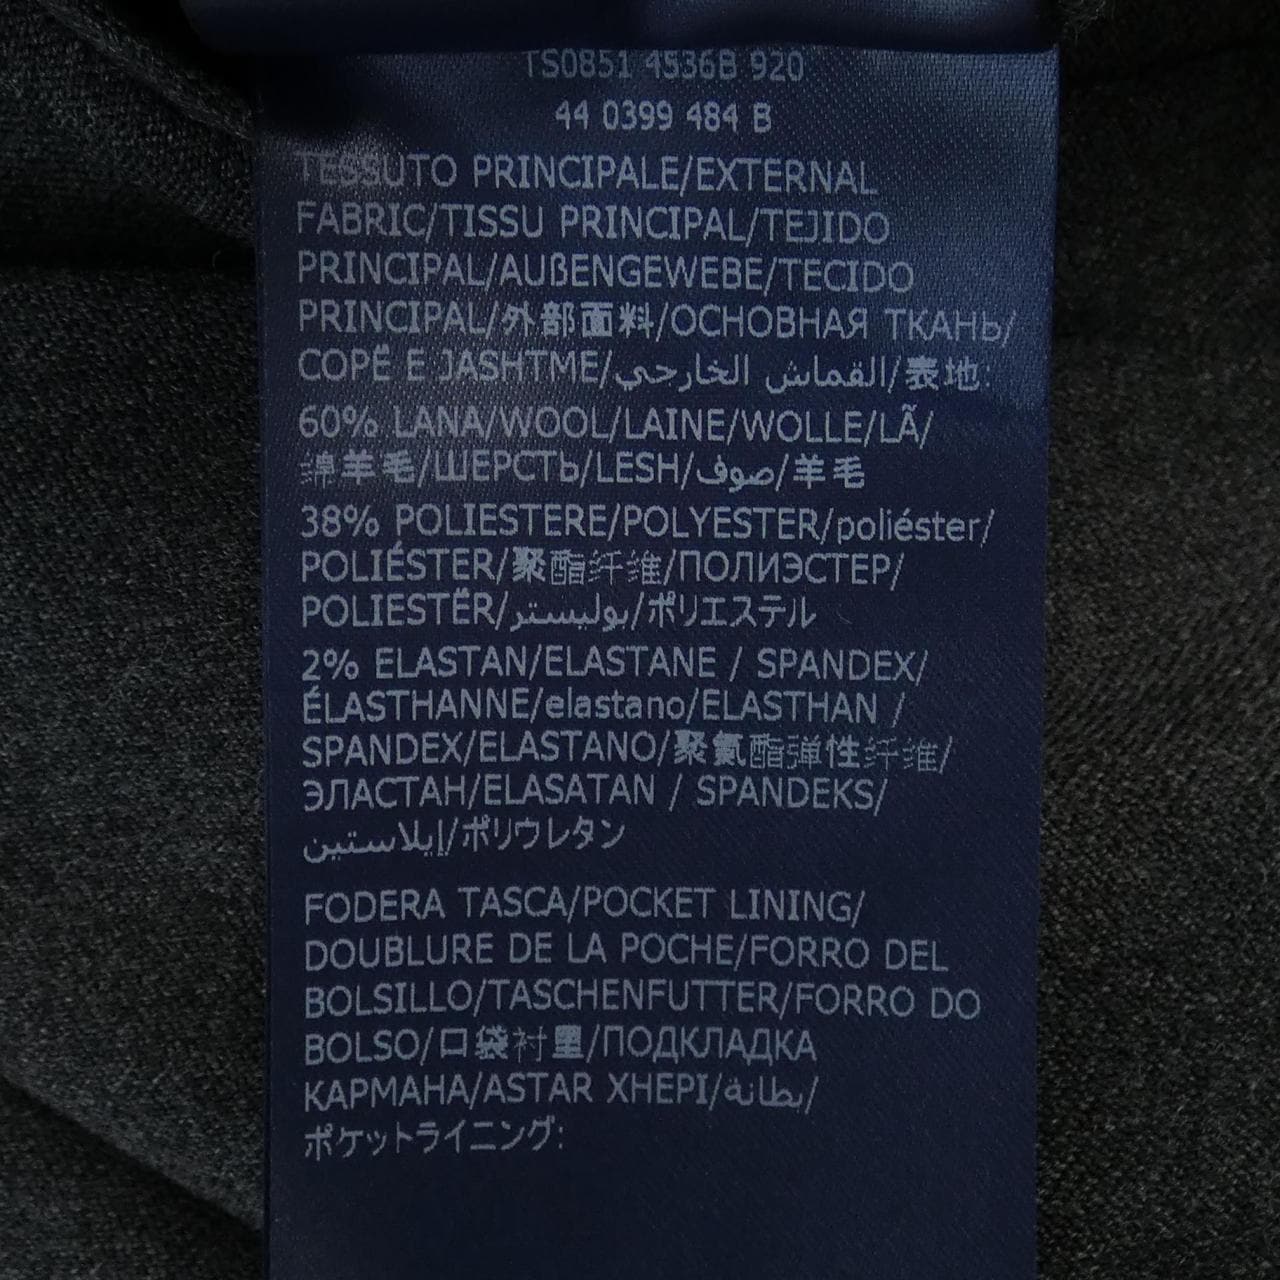 TS0851 4536B 920
44 0399 484 B
TESSUTO PRINCIPALE/EXTERNAL
FABRIC/TISSU PRINCIPAL/TEJIDO
PRINCIPAL/AUßENGEWEBE/TECIDO
PRINCIPAL/外部面料/ОСНОВНАЯ ТКАНЬ/
COPË E JASHTME/القماش الخارحي/表地:
60% LANA/WOOL/LAINE/WOLLE/LÃ/
绵羊毛/ШЕРСТЬ/LESH/صوف/羊毛
38% POLIESTERE/POLYESTER/poliéster/
POLIÉSTER/聚酯纤维/ПОЛИЭСТЕР/
POLIESTËR/بوليستر/ポリエステル
2% ELASTAN/ELASTANE / SPANDEX/
ÉLASTHANNE/elastano/ELASTHAN /
SPANDEX/ELASTANO/聚氨酯弹性纤维/
ЭЛАСТАН/ELASATAN / SPANDEKS/
إيلاستين/ポリウレタン
FODERA TASCA/POCKET LINING/
DOUBLURE DE LA POCHE/FORRO DEL
BOLSILLO/TASCHENFUTTER/FORRO DO
BOLSO/口袋衬里/ПОДКЛАДКА
КАРМАНА/ASTAR XHEPI/بطانة/
ポケットライニング: